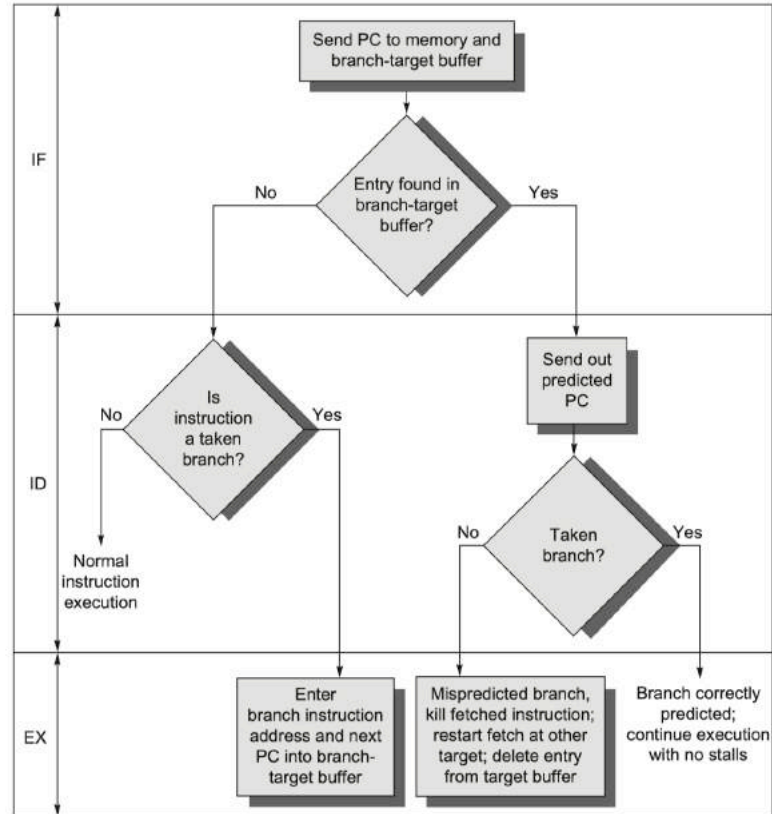 IF
Send PC to memory and
branch-target buffer
Entry found in
branch-target
buffer?
No
Yes
ID
Is
instruction
a taken
branch?
No
Yes
Normal
instruction
execution
Send out
predicted
PC
Taken
branch?
No
Yes
EX
Enter
branch instruction
address and next
PC into branch-
target buffer
Mispredicted branch,
kill fetched instruction;
restart fetch at other
target; delete entry
from target buffer
Branch correctly
predicted;
continue execution
with no stalls